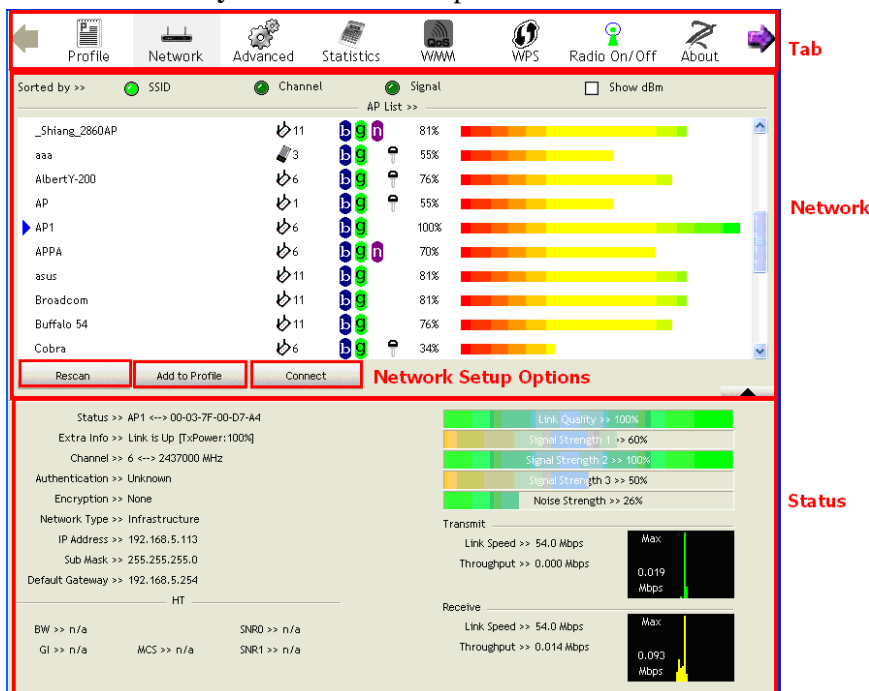 Profile Network Advanced Statistics QoS WMM WPS Radio On/Off About
Tab
Sorted by >> SSID Channel Signal Show dBm
AP List >>
_Shiang_2860AP 11 b g n 81%
aaa 3 b g 55%
AlbertY-200 6 b g 76%
AP 1 b g 55%
AP1 6 b g 100%
APPA 6 b g n 70%
asus 11 b g 81%
Broadcom 11 b g 81%
Buffalo 54 11 b g 76%
Cobra 6 b g 34%
Network
Rescan Add to Profile Connect Network Setup Options
Status >> AP1 <--> 00-03-7F-00-D7-A4
Extra Info >> Link is Up [TxPower:100%]
Channel >> 6 <--> 2437000 MHz
Authentication >> Unknown
Encryption >> None
Network Type >> Infrastructure
IP Address >> 192.168.5.113
Sub Mask >> 255.255.255.0
Default Gateway >> 192.168.5.254
HT
BW >> n/a SNR0 >> n/a
GI >> n/a MCS >> n/a SNR1 >> n/a
Link Quality >> 100%
Signal Strength 1 >> 60%
Signal Strength 2 >> 100%
Signal Strength 3 >> 50%
Noise Strength >> 26%
Transmit
Link Speed >> 54.0 Mbps
Throughput >> 0.000 Mbps
Max
0.019
Mbps
Receive
Link Speed >> 54.0 Mbps
Throughput >> 0.014 Mbps
Max
0.093
Mbps
Status